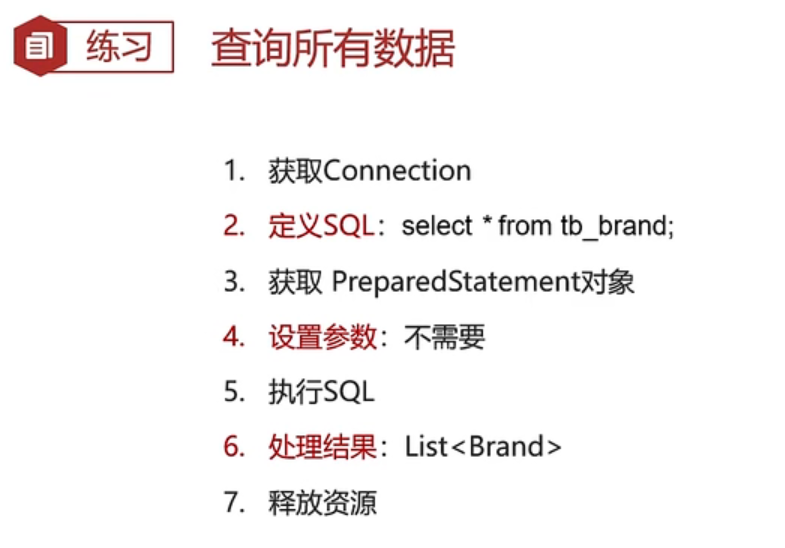 练习 查询所有数据
1. 获取Connection
2. 定义SQL：select * from tb_brand;
3. 获取 PreparedStatement对象
4. 设置参数：不需要
5. 执行SQL
6. 处理结果：List<Brand>
7. 释放资源